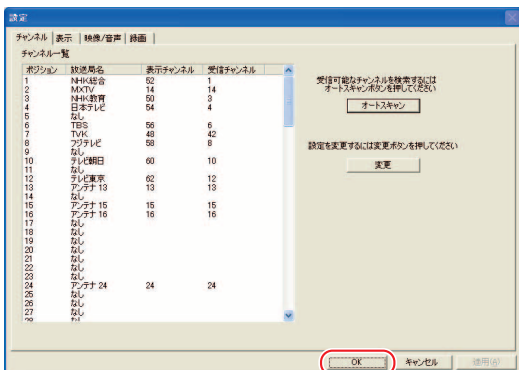 設定
チャンネル 表示 映像/音声 録画
チャンネル一覧
ポジション 放送局名 表示チャンネル 受信チャンネル
1 NHK総合 52 1
2 MXTV 14 14
3 NHK教育 50 3
4 日本テレビ 54 4
5 なし
6 TBS 56 6
7 TVK 48 42
8 フジテレビ 58 8
9 なし
10 テレビ朝日 60 10
11 なし
12 テレビ東京 62 12
13 アンテナ 13 13 13
14 なし
15 アンテナ 15 15 15
16 アンテナ 16 16 16
17 なし
18 なし
19 なし
20 なし
21 なし
22 なし
23 なし
24 アンテナ 24 24 24
25 なし
26 なし
27 なし
28 なし
受信可能なチャンネルを検索するには
オートスキャンボタンを押してください
オートスキャン
設定を変更するには変更ボタンを押してください
変更
OK キャンセル 適用(A)